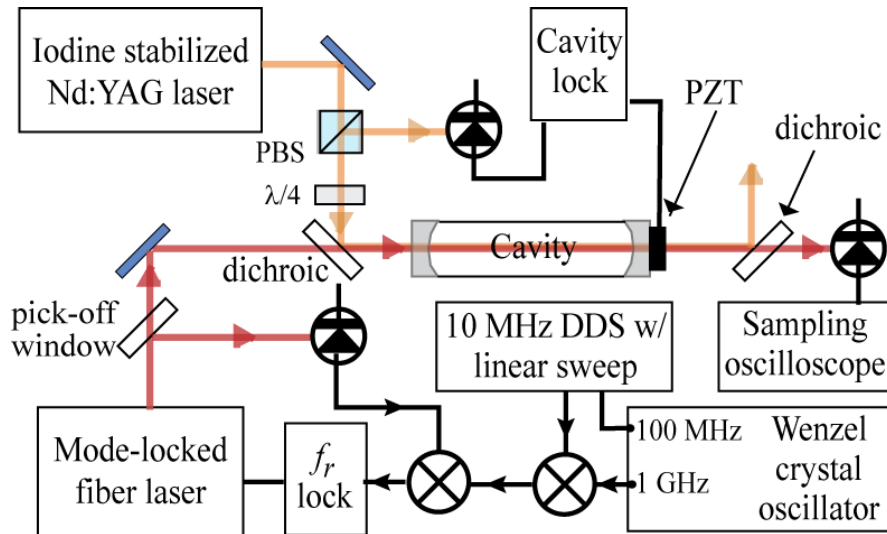 Iodine stabilized
Nd:YAG laser
Cavity
lock
PZT
dichroic
PBS
λ/4
dichroic
Cavity
pick-off
window
10 MHz DDS w/
linear sweep
Sampling
oscilloscope
Mode-locked
fiber laser
fr
lock
100 MHz
1 GHz
Wenzel
crystal
oscillator